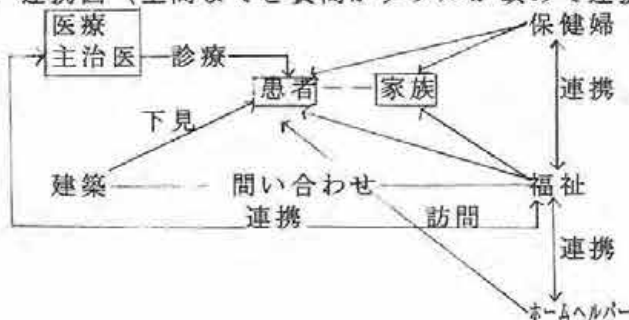 保健婦
医療
主治医 診療
患者 家族 連携
下見
建築 間い合わせ 福祉
連携 訪問
連携
ホームヘルパー